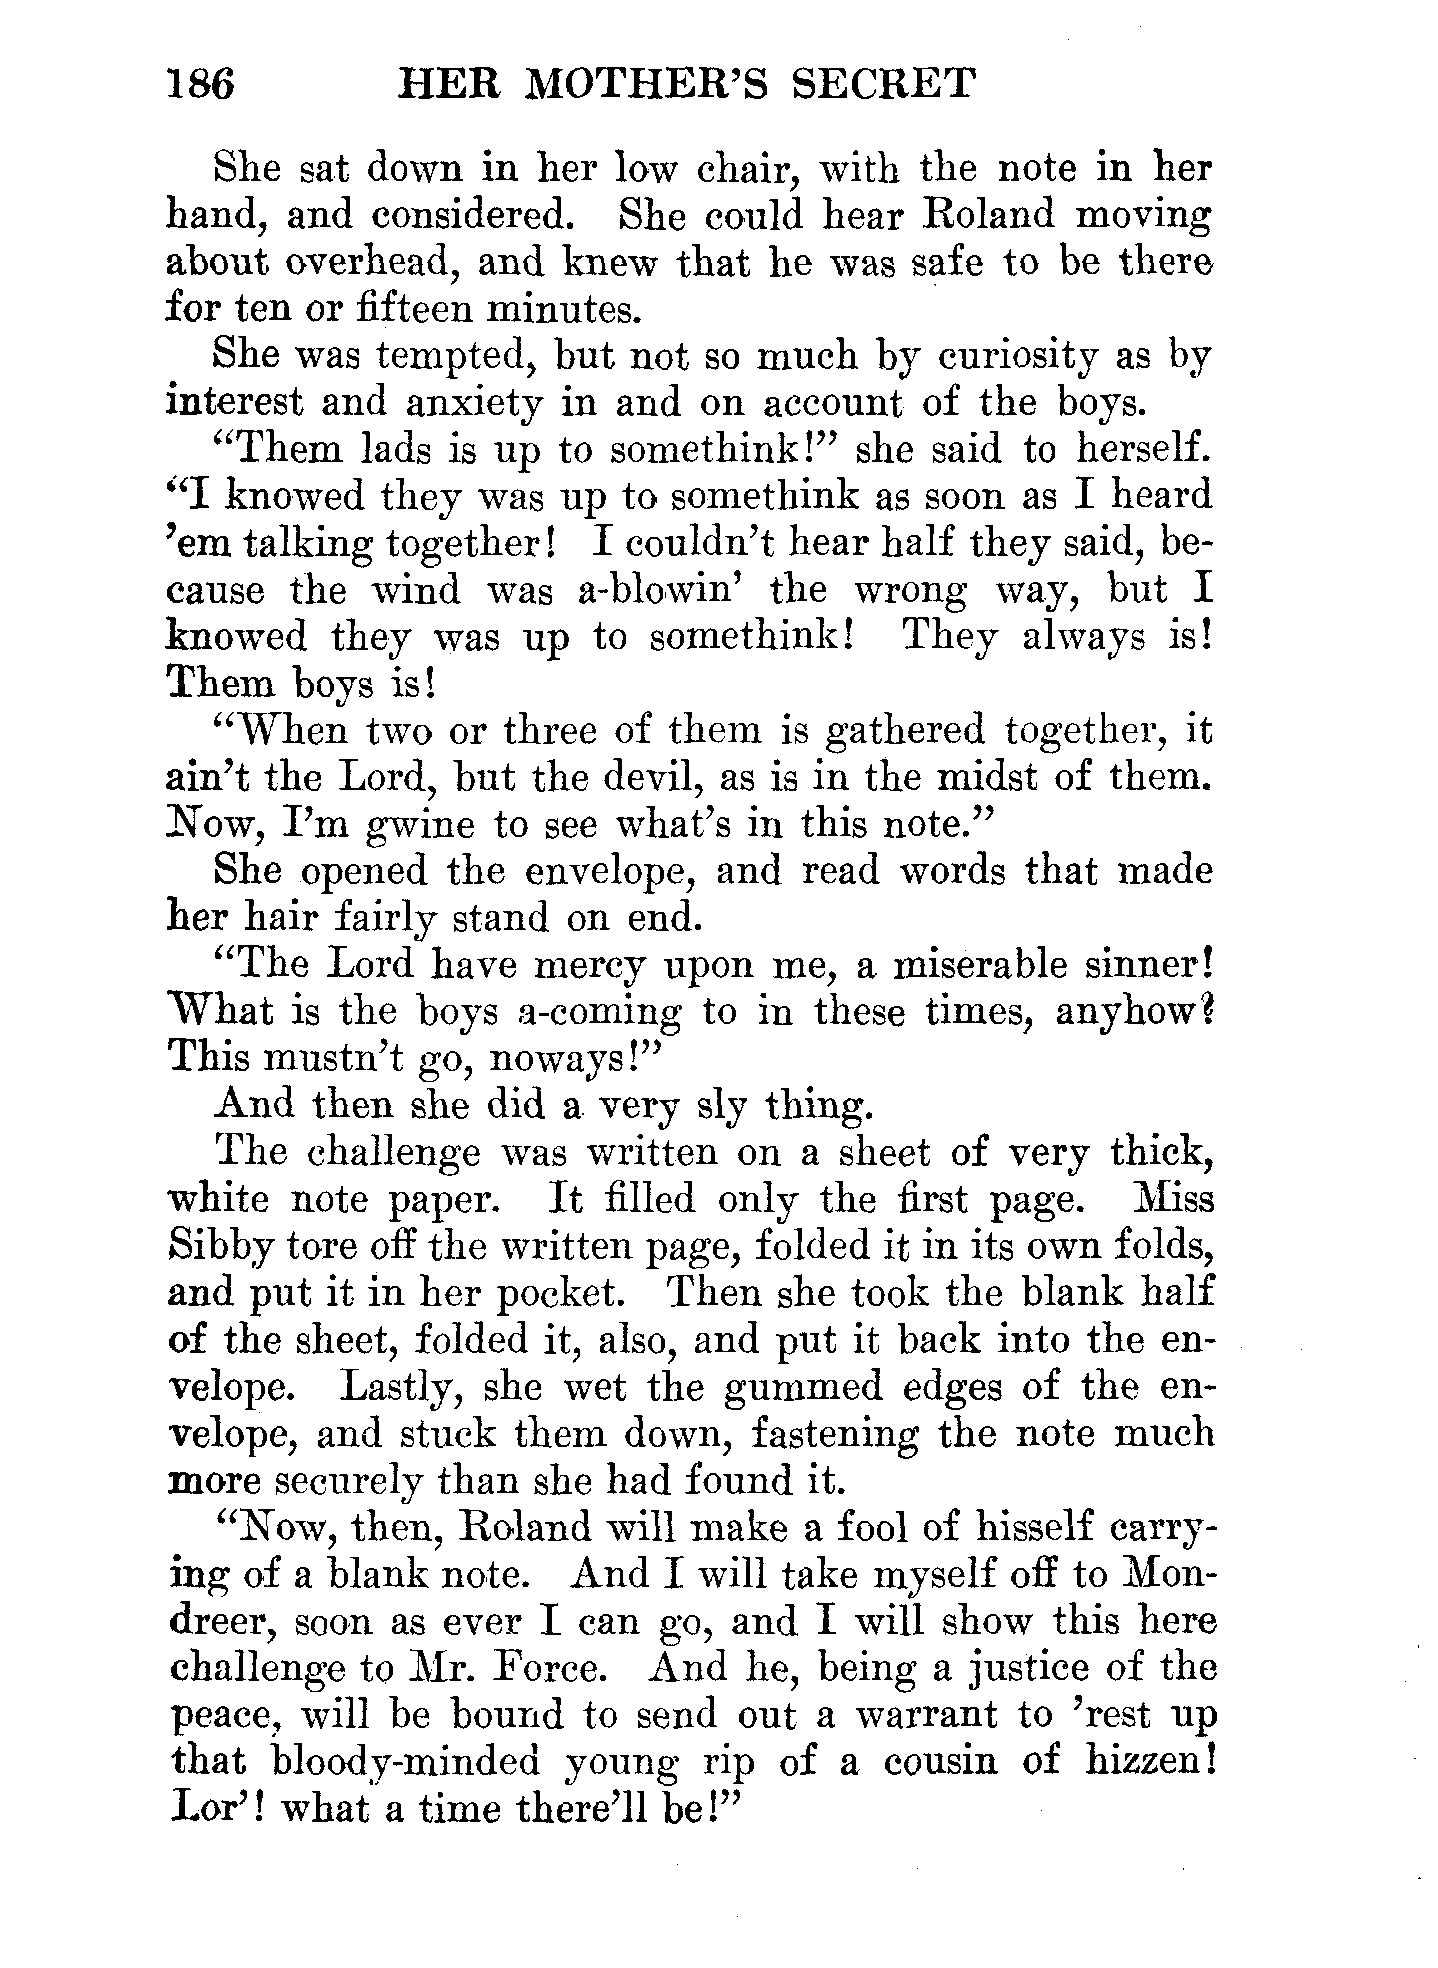 186 HER MOTHER'S SECRET
She sat down in her low chair, with the note in her
hand, and considered. She could hear Roland moving
about overhead, and knew that he was safe to be there
for ten or fifteen minutes.
She was tempted, but not so much by curiosity as by
interest and anxiety in and on account of the boys.
“Them lads is up to somethink!” she said to herself.
“I knowed they was up to somethink as soon as I heard
’em talking together! I couldn’t hear half they said, be-
cause the wind was a-blowin’ the wrong way, but I
knowed they was up to somethink! They always is!
Them boys is!
“When two or three of them is gathered together, it
ain’t the Lord, but the devil, as is in the midst of them.
Now, I’m gwine to see what’s in this note.”
She opened the envelope, and read words that made
her hair fairly stand on end.
“The Lord have mercy upon me, a miserable sinner!
What is the boys a-coming to in these times, anyhow?
This mustn’t go, noways!”
And then she did a very sly thing.
The challenge was written on a sheet of very thick,
white note paper. It filled only the first page. Miss
Sibby tore off the written page, folded it in its own folds,
and put it in her pocket. Then she took the blank half
of the sheet, folded it, also, and put it back into the en-
velope. Lastly, she wet the gummed edges of the en-
velope, and stuck them down, fastening the note much
more securely than she had found it.
“Now, then, Roland will make a fool of hisself carry-
ing of a blank note. And I will take myself off to Mon-
dreer, soon as ever I can go, and I will show this here
challenge to Mr. Force. And he, being a justice of the
peace, will be bound to send out a warrant to ’rest up
that bloody-minded young rip of a cousin of hizzen!
Lor’! what a time there’ll be!”